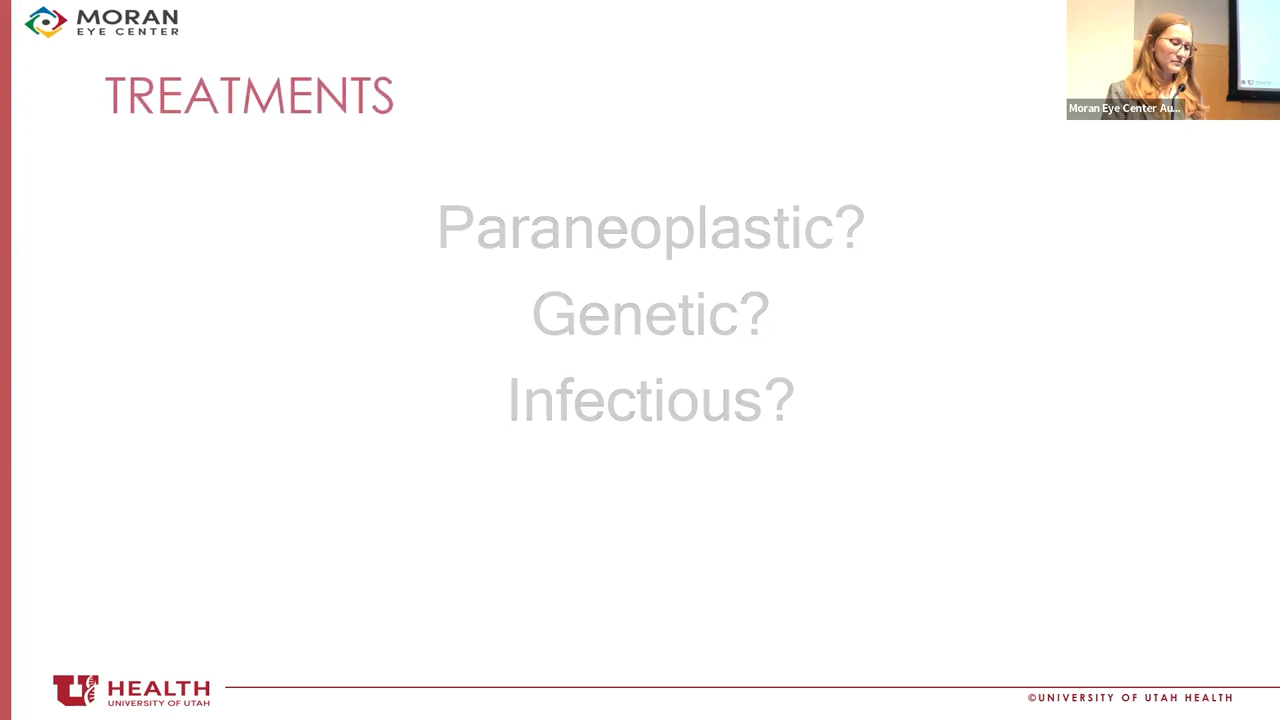 MORAN
EYE CENTER
TREATMENTS
Moran Eye Center Au...
Paraneoplastic?
Genetic?
Infectious?
HEALTH
UNIVERSITY OF UTAH
©UNIVERSITY OF UTAH HEALTH